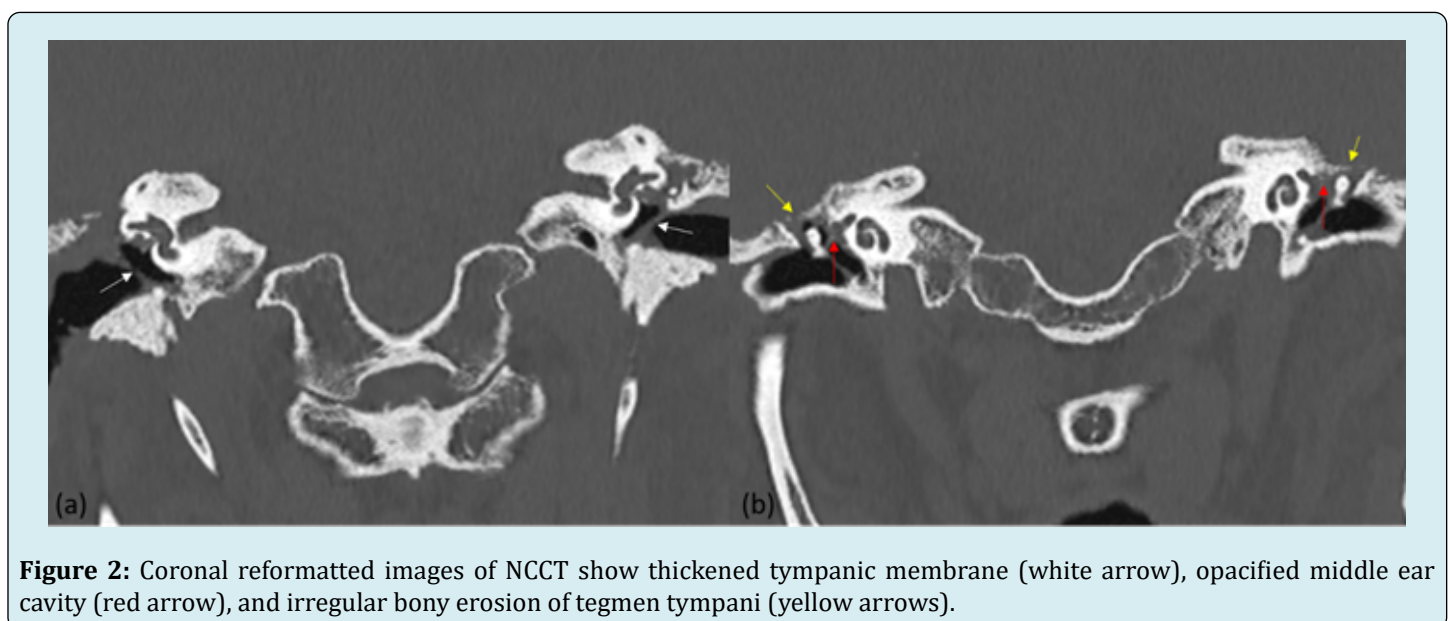 (a)
(b)
Figure 2: Coronal reformatted images of NCCT show thickened tympanic membrane (white arrow), opacified middle ear
cavity (red arrow), and irregular bony erosion of tegmen tympani (yellow arrows).